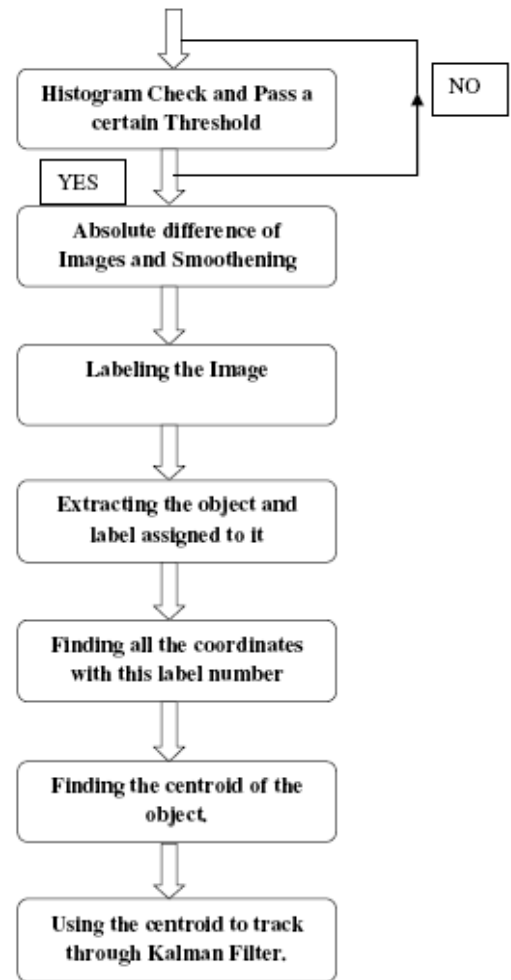 Histogram Check and Pass a
certain Threshold
NO
YES
Absolute difference of
Images and Smoothening
Labeling the Image
Extracting the object and
label assigned to it
Finding all the coordinates
with this label number
Finding the centroid of the
object.
Using the centroid to track
through Kalman Filter.